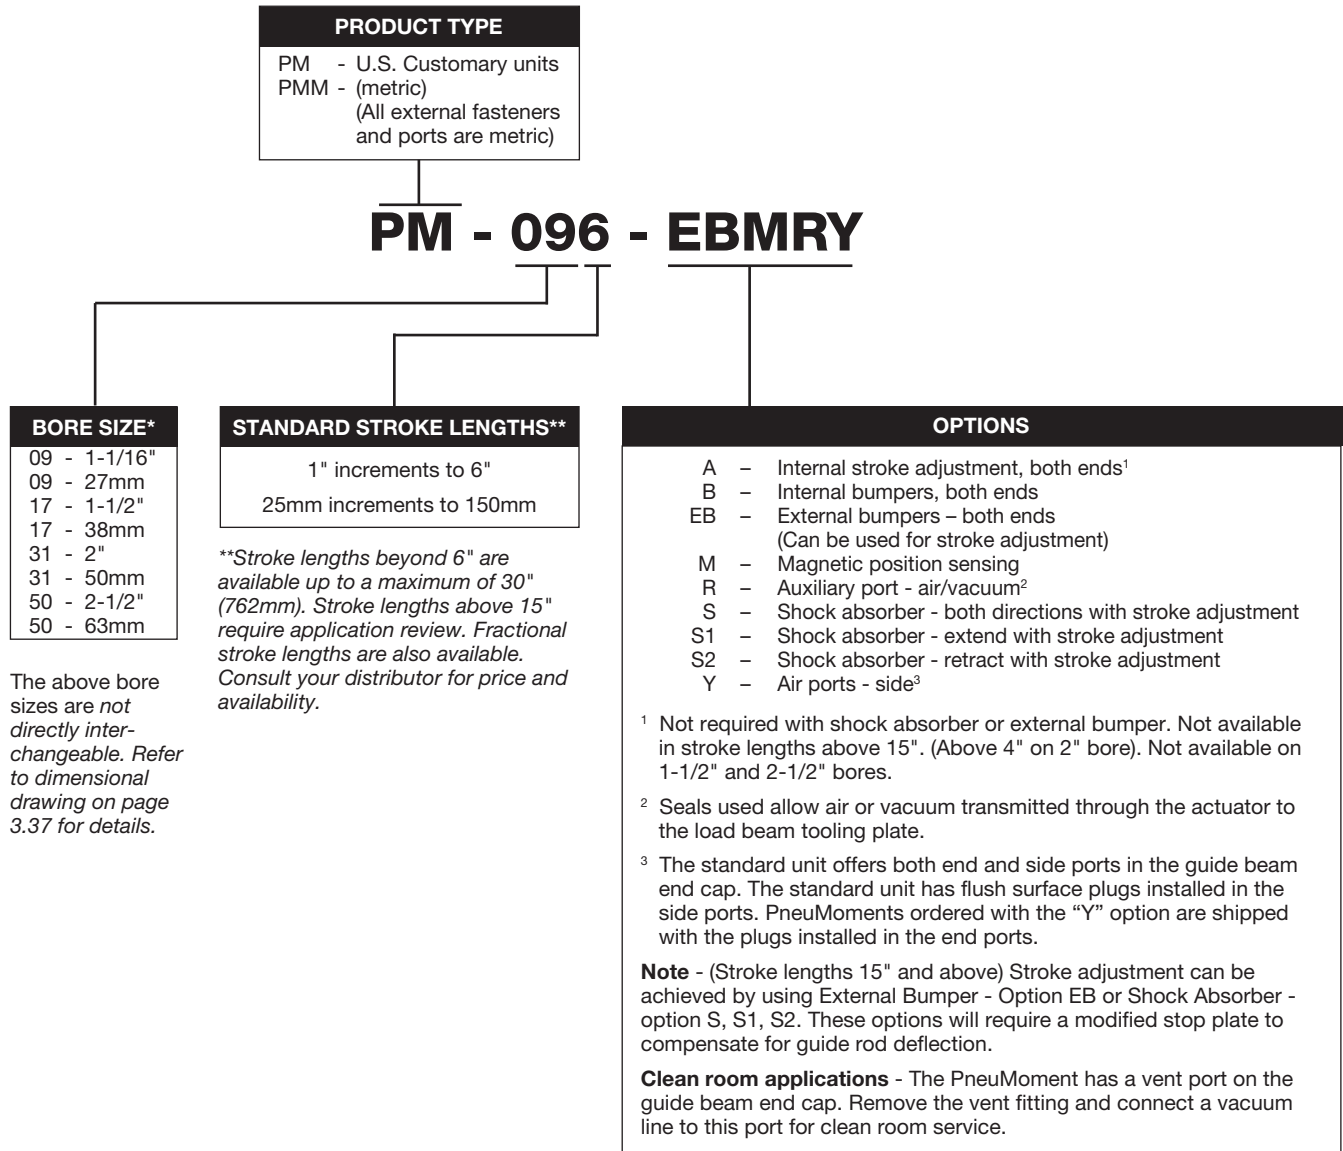 PRODUCT TYPE
PM - U.S. Customary units
PMM - (metric)
(All external fasteners
and ports are metric)
PM - 096 - EBMRY
BORE SIZE*
09 - 1-1/16"
09 - 27mm
17 - 1-1/2"
17 - 38mm
31 - 2"
31 - 50mm
50 - 2-1/2"
50 - 63mm
The above bore
sizes are not
directly inter-
changeable. Refer
to dimensional
drawing on page
3.37 for details.
STANDARD STROKE LENGTHS**
1" increments to 6"
25mm increments to 150mm
**Stroke lengths beyond 6" are
available up to a maximum of 30"
(762mm). Stroke lengths above 15"
require application review. Fractional
stroke lengths are also available.
Consult your distributor for price and
availability.
OPTIONS
A – Internal stroke adjustment, both ends¹
B – Internal bumpers, both ends
EB – External bumpers – both ends
(Can be used for stroke adjustment)
M – Magnetic position sensing
R – Auxiliary port - air/vacuum²
S – Shock absorber - both directions with stroke adjustment
S1 – Shock absorber - extend with stroke adjustment
S2 – Shock absorber - retract with stroke adjustment
Y – Air ports - side³
¹ Not required with shock absorber or external bumper. Not available
in stroke lengths above 15". (Above 4" on 2" bore). Not available on
1-1/2" and 2-1/2" bores.
² Seals used allow air or vacuum transmitted through the actuator to
the load beam tooling plate.
³ The standard unit offers both end and side ports in the guide beam
end cap. The standard unit has flush surface plugs installed in the
side ports. PneuMoments ordered with the “Y” option are shipped
with the plugs installed in the end ports.
Note - (Stroke lengths 15" and above) Stroke adjustment can be
achieved by using External Bumper - Option EB or Shock Absorber -
option S, S1, S2. These options will require a modified stop plate to
compensate for guide rod deflection.
Clean room applications - The PneuMoment has a vent port on the
guide beam end cap. Remove the vent fitting and connect a vacuum
line to this port for clean room service.